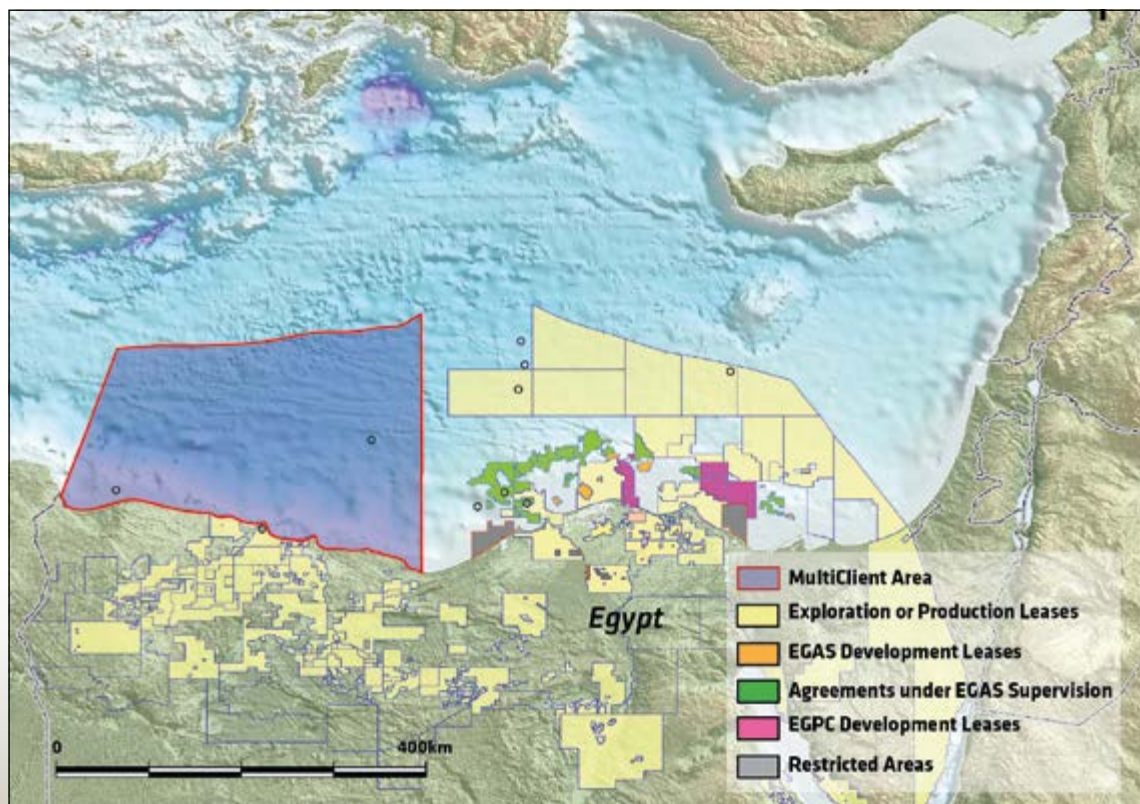 Egypt
MultiClient Area
Exploration or Production Leases
EGAS Development Leases
Agreements under EGAS Supervision
EGPC Development Leases
Restricted Areas
0
400km